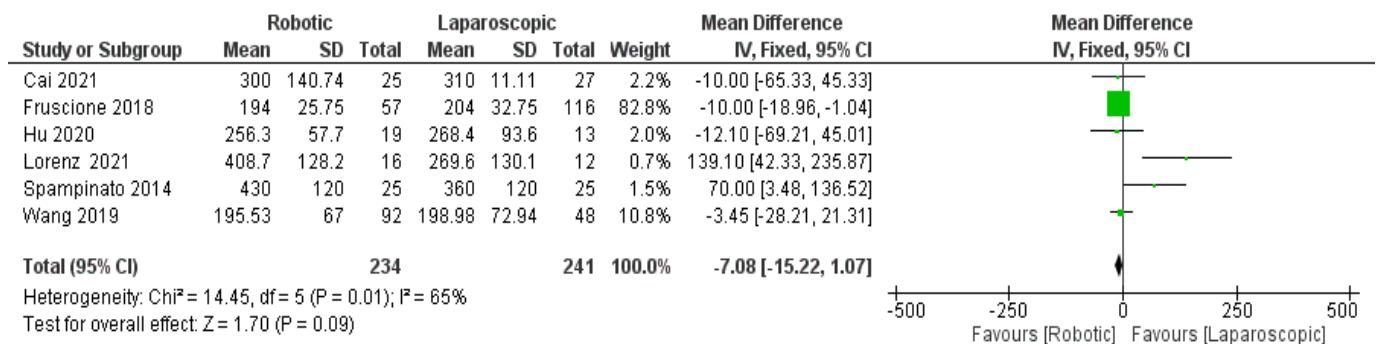 Robotic Laparoscopic Mean Difference Mean Difference
Study or Subgroup Mean SD Total Mean SD Total Weight IV, Fixed, 95% CI IV, Fixed, 95% CI
Cai 2021 300 140.74 25 310 11.11 27 2.2% -10.00 [-65.33, 45.33]
Fruscione 2018 194 25.75 57 204 32.75 116 82.8% -10.00 [-18.96, -1.04]
Hu 2020 256.3 57.7 19 268.4 93.6 13 2.0% -12.10 [-69.21, 45.01]
Lorenz 2021 408.7 128.2 16 269.6 130.1 12 0.7% 139.10 [42.33, 235.87]
Spampinato 2014 430 120 25 360 120 25 1.5% 70.00 [3.48, 136.52]
Wang 2019 195.53 67 92 198.98 72.94 48 10.8% -3.45 [-28.21, 21.31]
Total (95% CI) 234 241 100.0% -7.08 [-15.22, 1.07]
Heterogeneity: Chi² = 14.45, df = 5 (P = 0.01); I² = 65%
Test for overall effect: Z = 1.70 (P = 0.09)
-500 -250 0 250 500
Favours [Robotic] Favours [Laparoscopic]